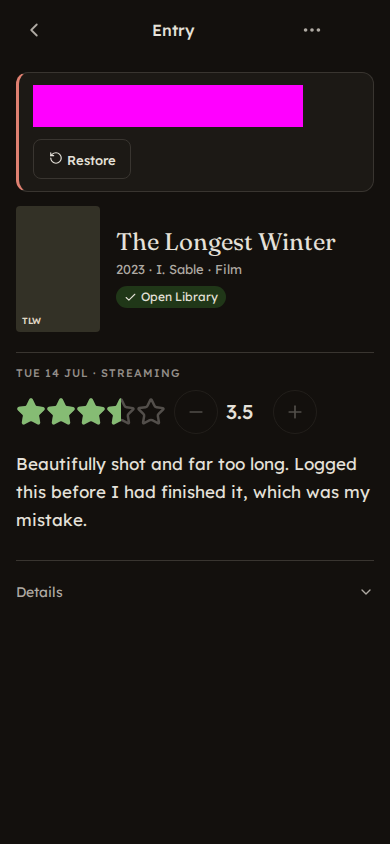 Entry
Restore
TLW
The Longest Winter
2023 · I. Sable · Film
Open Library
TUE 14 JUL · STREAMING
3.5
Beautifully shot and far too long. Logged
this before I had finished it, which was my
mistake.
Details